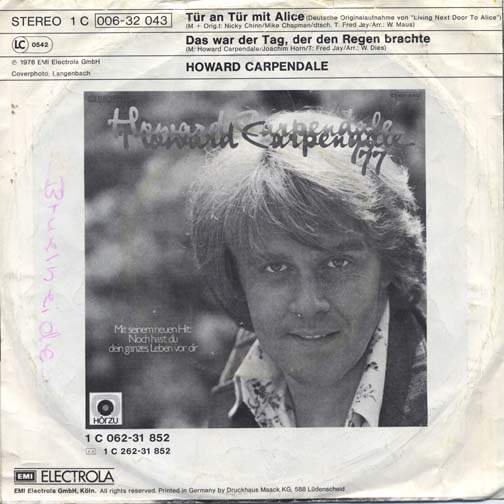 STEREO 1 C 006-32 043
Tür an Tür mit Alice (Deutsche Originalaufnahme von "Living Next Door To Alice")
(M + Orig.t: Nicky Chinn/Mike Chapman/dtsch. T: Fred Jay/Arr.: W. Maus)
LC 0542
Das war der Tag, der den Regen brachte
(M: Howard Carpendale/Joachim Horn/T: Fred Jay/Arr.: W. Dies)
℗ 1976 EMI Electrola GmbH
Coverphoto: Langenbach
HOWARD CARPENDALE
Howard Carpendale
Howard Carpendale
'77
Mit seinem neuen Hit:
Noch hast du
dein ganzes Leben vor dir
HÖRZU
1 C 062-31 852
1 C 262-31 852
EMI ELECTROLA
EMI Electrola GmbH, Köln. All rights reserved. Printed in Germany by Druckhaus Maack KG, 588 Lüdenscheid